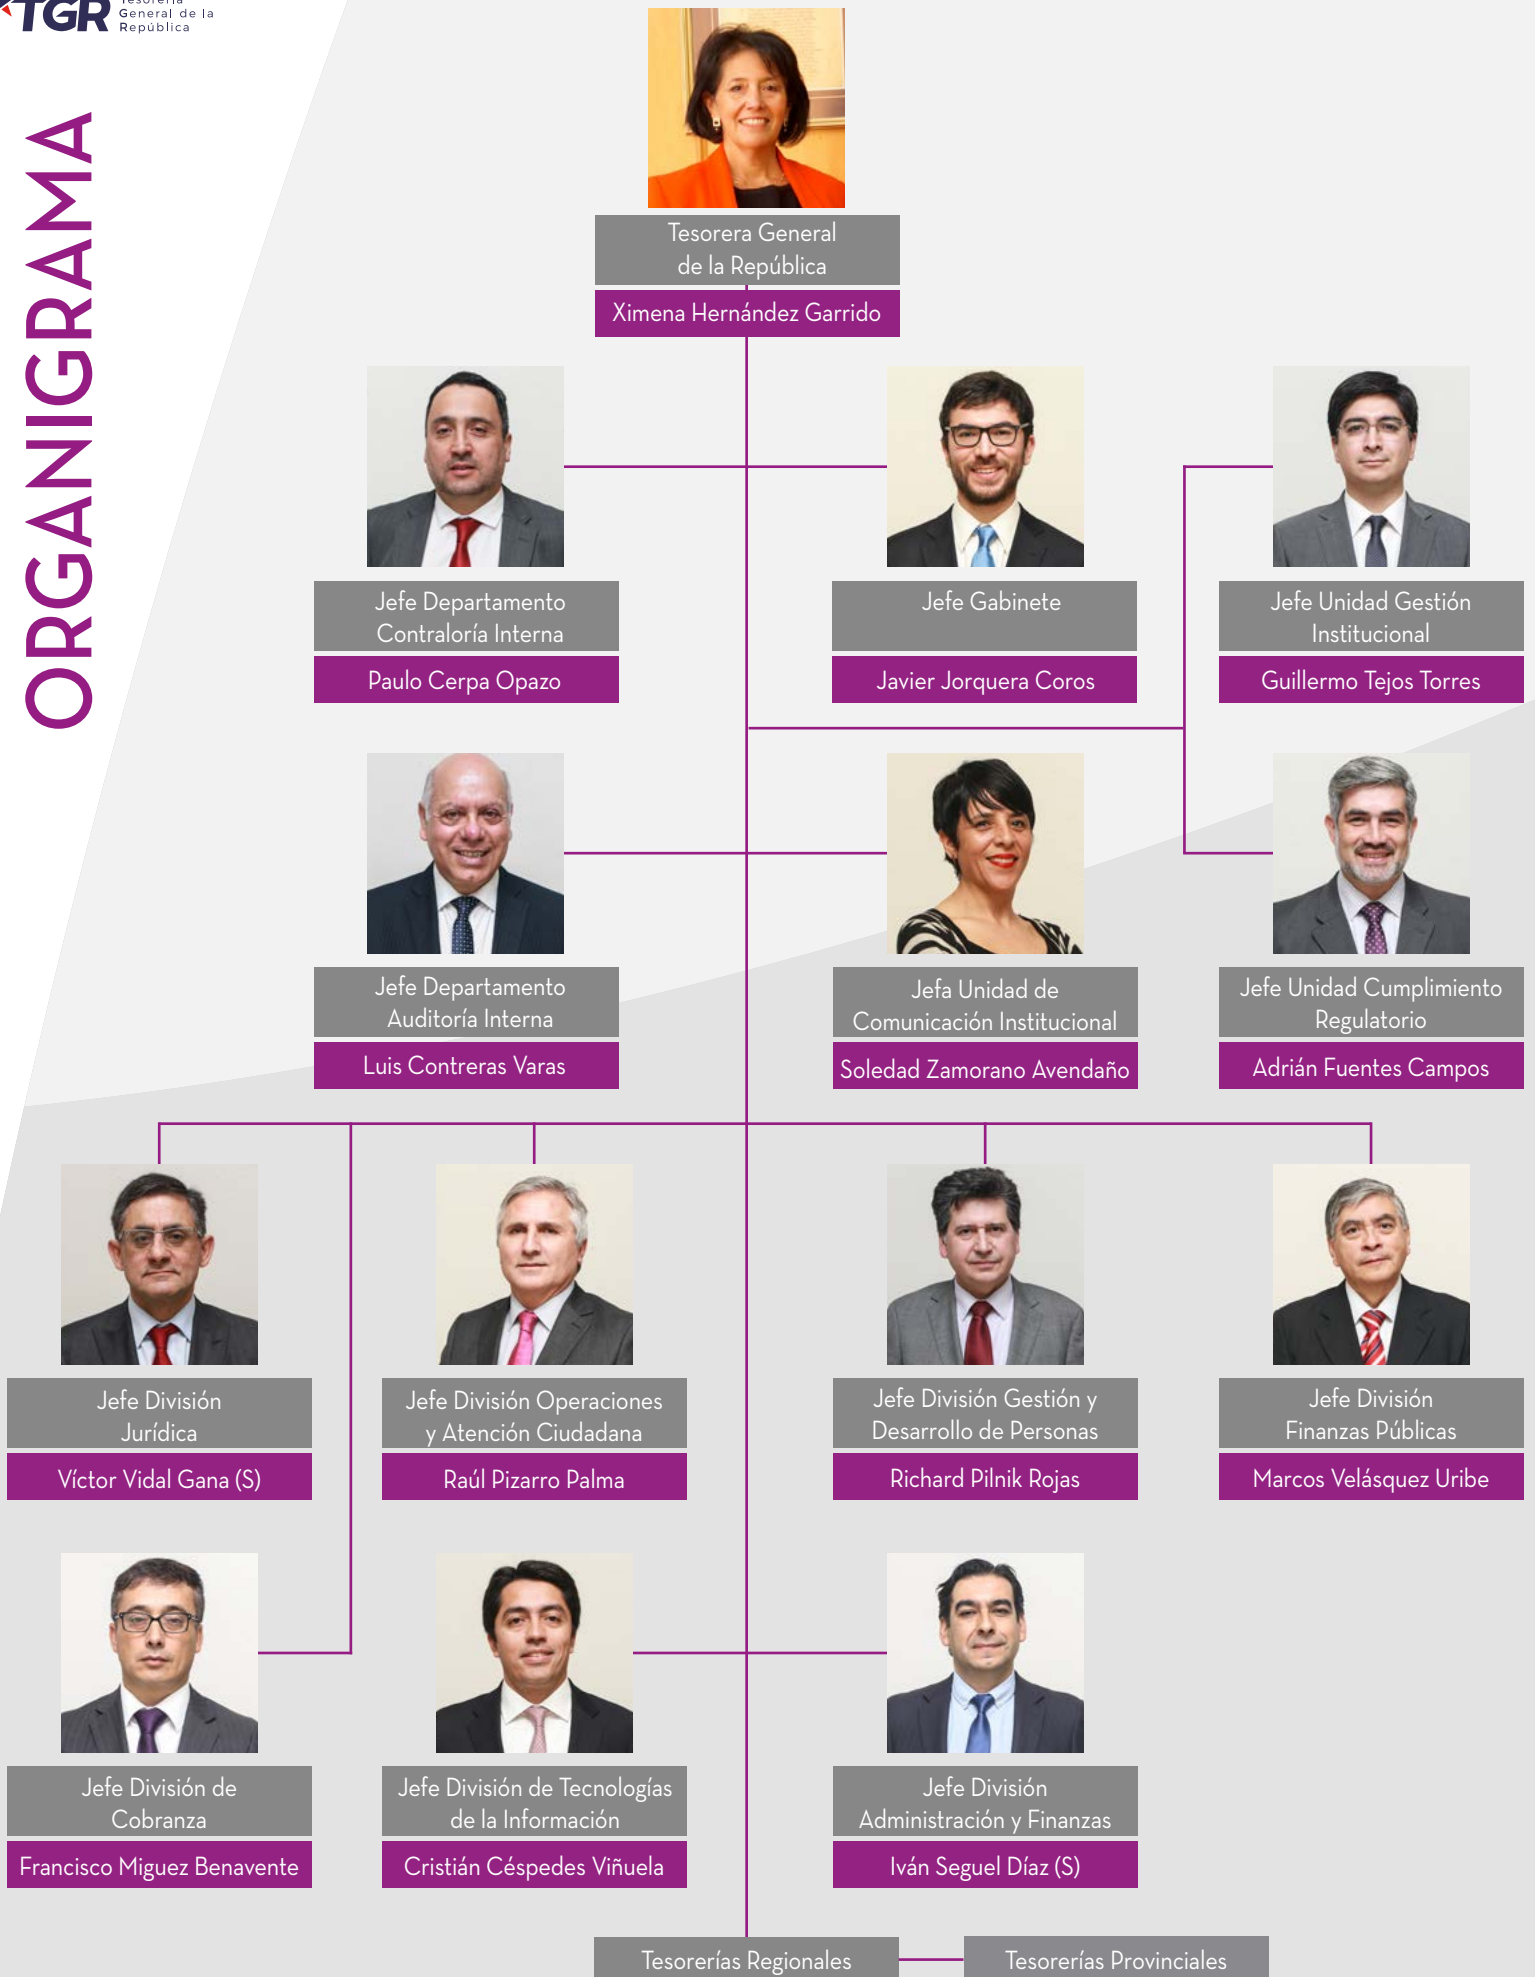 TGR
Tesorería
General de la
República
ORGANIGRAMA
Tesorera General
de la República
Ximena Hernández Garrido
Jefe Departamento
Contraloría Interna
Paulo Cerpa Opazo
Jefe Gabinete
Javier Jorquera Coros
Jefe Unidad Gestión
Institucional
Guillermo Tejos Torres
Jefe Departamento
Auditoría Interna
Luis Contreras Varas
Jefa Unidad de
Comunicación Institucional
Soledad Zamorano Avendaño
Jefe Unidad Cumplimiento
Regulatorio
Adrián Fuentes Campos
Jefe División
Jurídica
Víctor Vidal Gana (S)
Jefe División Operaciones
y Atención Ciudadana
Raúl Pizarro Palma
Jefe División Gestión y
Desarrollo de Personas
Richard Pilnik Rojas
Jefe División
Finanzas Públicas
Marcos Velásquez Uribe
Jefe División de
Cobranza
Francisco Miguez Benavente
Jefe División de Tecnologías
de la Información
Cristián Céspedes Viñuela
Jefe División
Administración y Finanzas
Iván Seguel Díaz (S)
Tesorerías Regionales
Tesorerías Provinciales